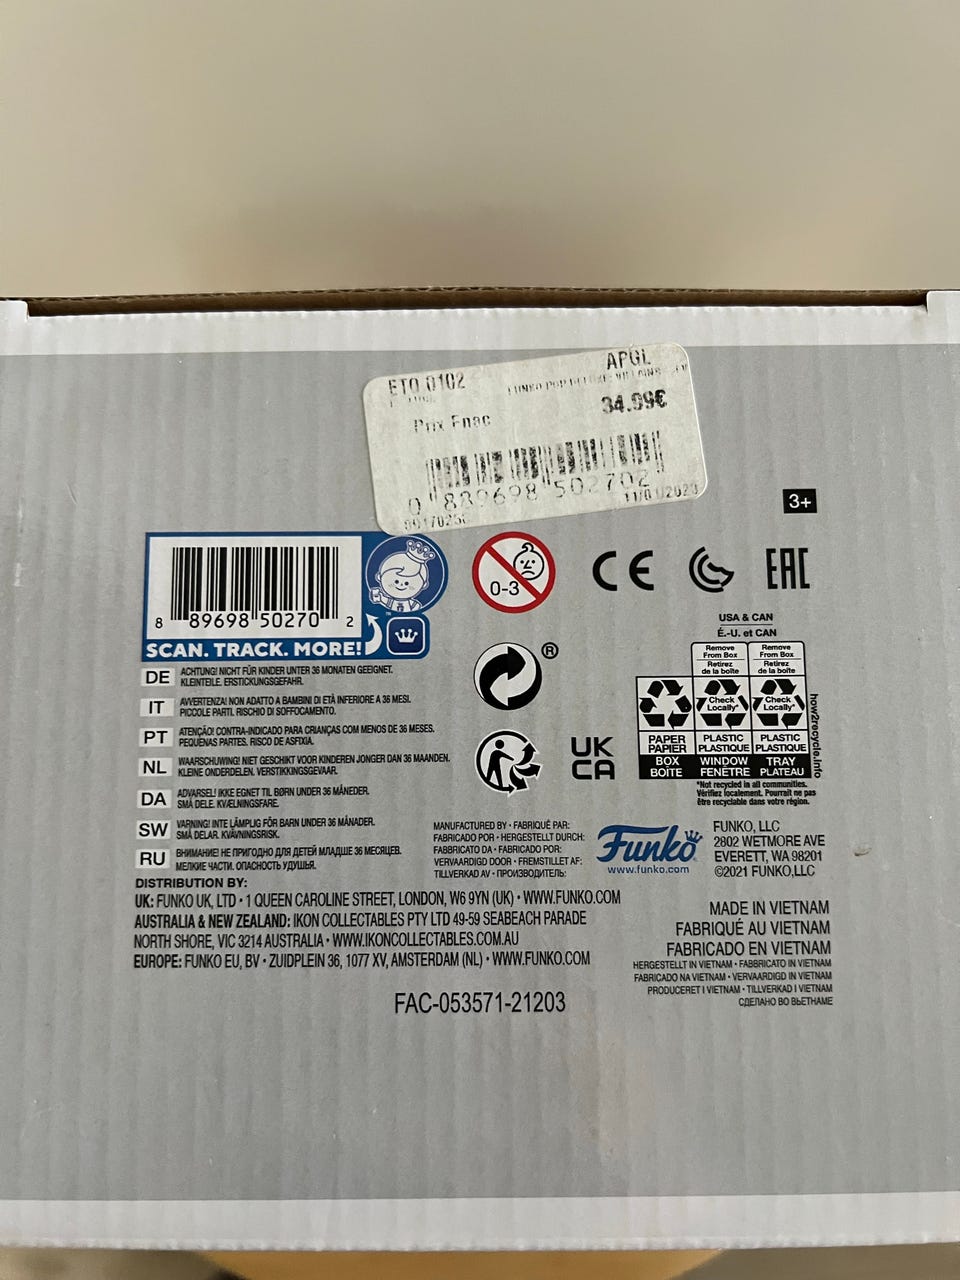 ETO 0102 APGL
FUNKO POP DELUXE: VILLAINS
Prix Fnac 34.99€
0 889698 502702
2023
3+
0-3
CE EAC
8 89698 50270 2
SCAN. TRACK. MORE!
USA & CAN
É.-U. et CAN
Remove From Box Remove From Box
Retirez de la boîte Retirez de la boîte
Check Locally* Check Locally*
PAPER PLASTIC PLASTIC
PAPIER PLASTIQUE PLASTIQUE
BOX WINDOW TRAY
BOÎTE FENÊTRE PLATEAU
how2recycle.info
*Not recycled in all communities.
Vérifiez localement. Pourrait ne pas
être recyclable dans votre région.
®
UK
CA
DE ACHTUNG! NICHT FÜR KINDER UNTER 36 MONATEN GEEIGNET.
KLEINTEILE. ERSTICKUNGSGEFAHR.
IT AVVERTENZA! NON ADATTO A BAMBINI DI ETÀ INFERIORE A 36 MESI.
PICCOLE PARTI. RISCHIO DI SOFFOCAMENTO.
PT ATENÇÃO! CONTRA-INDICADO PARA CRIANÇAS COM MENOS DE 36 MESES.
PEQUENAS PARTES. RISCO DE ASFIXIA.
NL WAARSCHUWING! NIET GESCHIKT VOOR KINDEREN JONGER DAN 36 MAANDEN.
KLEINE ONDERDELEN. VERSTIKKINGSGEVAAR.
DA ADVARSEL! IKKE EGNET TIL BØRN UNDER 36 MÅNEDER.
SMÅ DELE. KVÆLNINGSFARE.
SW VARNING! INTE LÄMPLIG FÖR BARN UNDER 36 MÅNADER.
SMÅ DELAR. KVÄVNINGSRISK.
RU ВНИМАНИЕ! НЕ ПРИГОДНО ДЛЯ ДЕТЕЙ МЛАДШЕ 36 МЕСЯЦЕВ.
МЕЛКИЕ ЧАСТИ. ОПАСНОСТЬ УДУШЬЯ.
MANUFACTURED BY • FABRIQUÉ PAR:
FABRICADO POR • HERGESTELLT DURCH:
FABBRICATO DA • FABRICADO POR:
VERVAARDIGD DOOR • FREMSTILLET AF:
TILLVERKAD AV • ПРОИЗВОДИТЕЛЬ:
Funko
www.funko.com
FUNKO, LLC
2802 WETMORE AVE
EVERETT, WA 98201
©2021 FUNKO,LLC
DISTRIBUTION BY:
UK: FUNKO UK, LTD • 1 QUEEN CAROLINE STREET, LONDON, W6 9YN (UK) • WWW.FUNKO.COM
AUSTRALIA & NEW ZEALAND: IKON COLLECTABLES PTY LTD 49-59 SEABEACH PARADE
NORTH SHORE, VIC 3214 AUSTRALIA • WWW.IKONCOLLECTABLES.COM.AU
EUROPE: FUNKO EU, BV • ZUIDPLEIN 36, 1077 XV, AMSTERDAM (NL) • WWW.FUNKO.COM
MADE IN VIETNAM
FABRIQUÉ AU VIETNAM
FABRICADO EN VIETNAM
HERGESTELLT IN VIETNAM • FABBRICATO IN VIETNAM
FABRICADO NA VIETNAM • VERVAARDIGD IN VIETNAM
PRODUCERET I VIETNAM • TILLVERKAD I VIETNAM
СДЕЛАНО ВО ВЬЕТНАМЕ
FAC-053571-21203